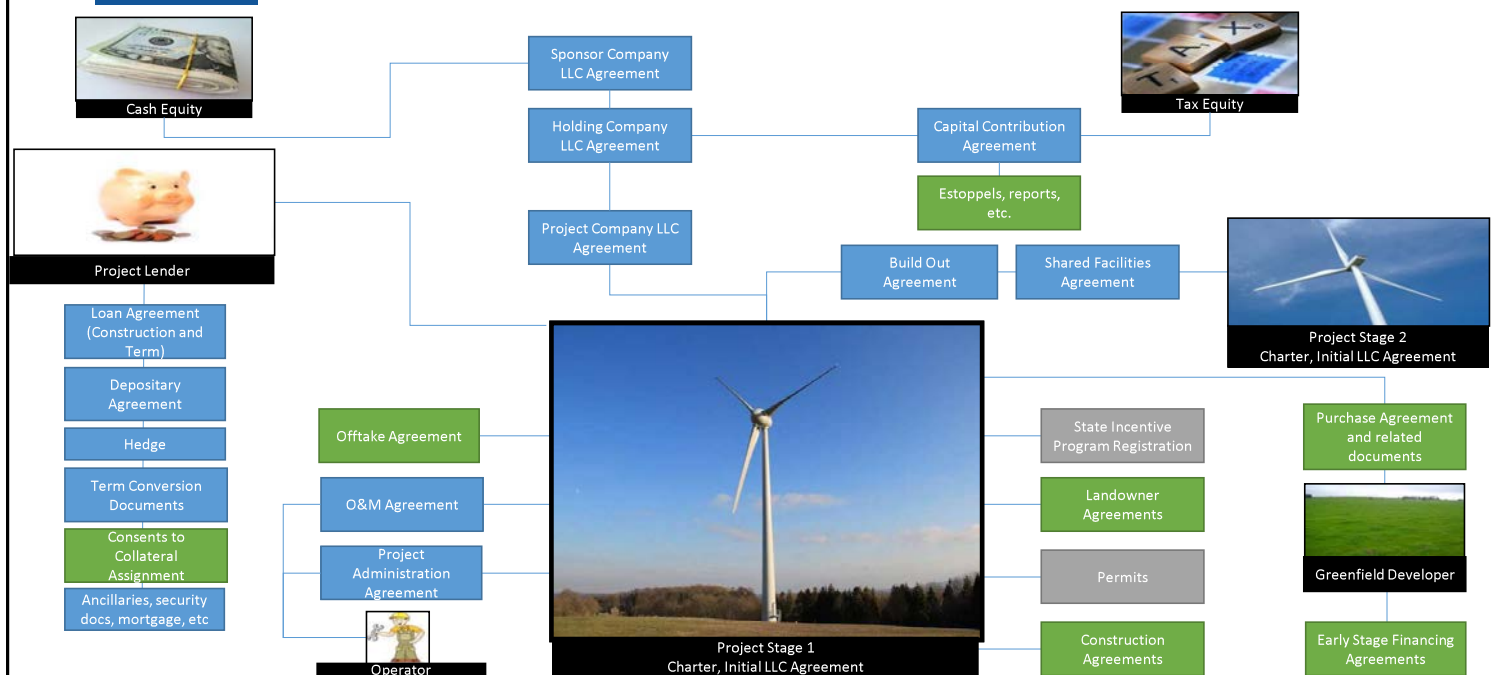 Cash Equity
Sponsor Company
LLC Agreement
TAX
Tax Equity
Holding Company
LLC Agreement
Capital Contribution
Agreement
Estoppels, reports,
etc.
Project Lender
Project Company LLC
Agreement
Build Out
Agreement
Shared Facilities
Agreement
Project Stage 2
Charter, Initial LLC Agreement
Loan Agreement
(Construction and
Term)
Depositary
Agreement
Hedge
Term Conversion
Documents
Consents to
Collateral
Assignment
Ancillaries, security
docs, mortgage, etc
Offtake Agreement
O&M Agreement
Project
Administration
Agreement
Operator
Project Stage 1
Charter, Initial LLC Agreement
State Incentive
Program Registration
Landowner
Agreements
Permits
Construction
Agreements
Purchase Agreement
and related
documents
Greenfield Developer
Early Stage Financing
Agreements